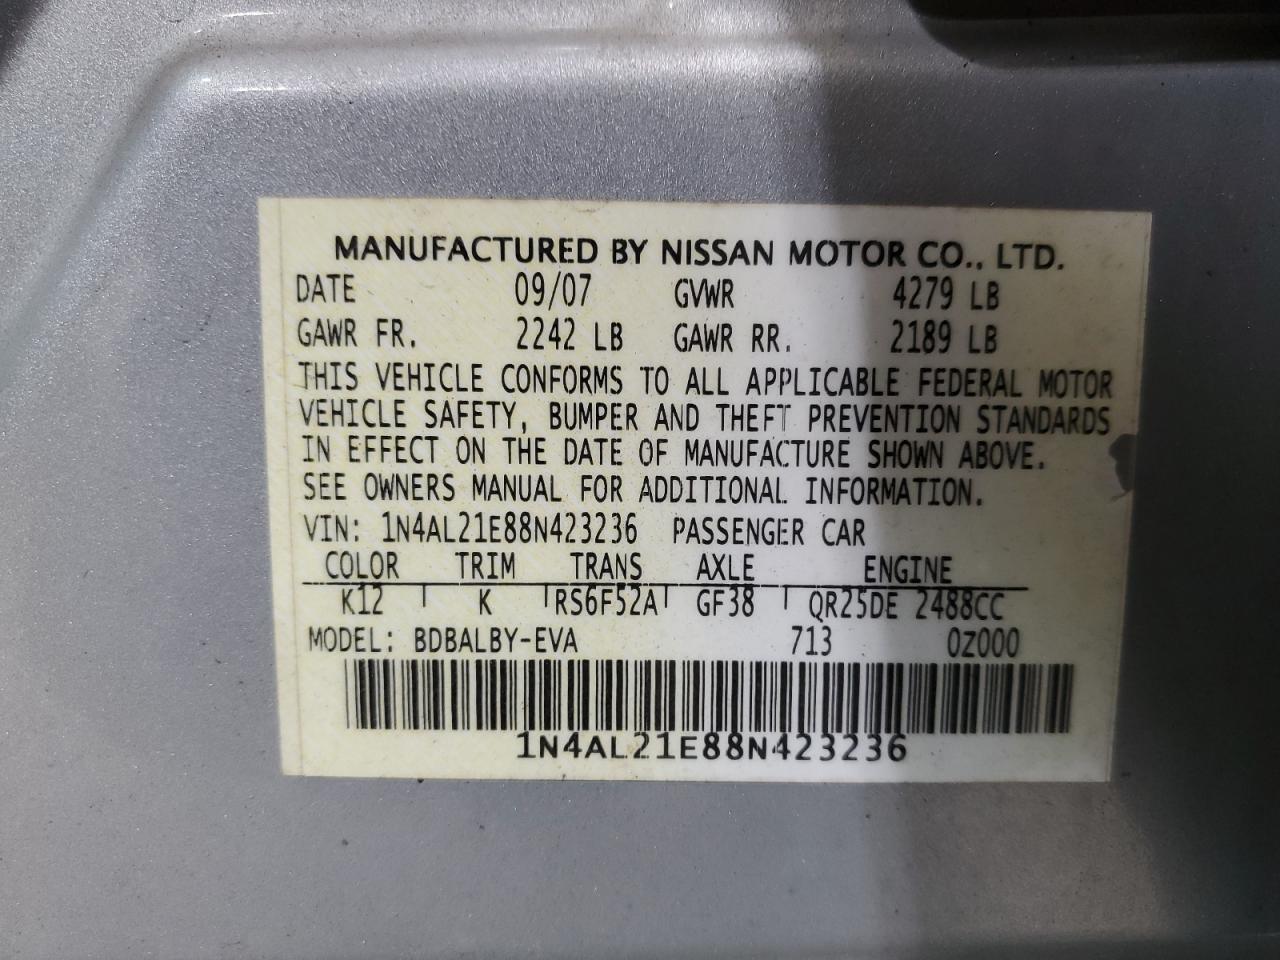 MANUFACTURED BY NISSAN MOTOR CO., LTD.
DATE 09/07 GVWR 4279 LB
GAWR FR. 2242 LB GAWR RR. 2189 LB
THIS VEHICLE CONFORMS TO ALL APPLICABLE FEDERAL MOTOR
VEHICLE SAFETY, BUMPER AND THEFT PREVENTION STANDARDS
IN EFFECT ON THE DATE OF MANUFACTURE SHOWN ABOVE.
SEE OWNERS MANUAL FOR ADDITIONAL INFORMATION.
VIN: 1N4AL21E88N423236 PASSENGER CAR
COLOR TRIM TRANS AXLE ENGINE
K12 K RS6F52A GF38 QR25DE 2488CC
MODEL: BDBALBY-EVA 713 0Z000
1N4AL21E88N423236